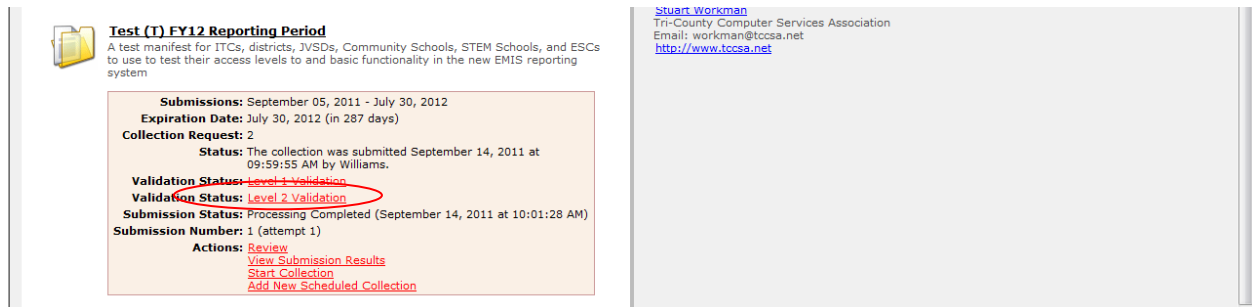 Test (T) FY12 Reporting Period
A test manifest for ITCs, districts, JVSDs, Community Schools, STEM Schools, and ESCs
to use to test their access levels to and basic functionality in the new EMIS reporting
system
Submissions: September 05, 2011 - July 30, 2012
Expiration Date: July 30, 2012 (in 287 days)
Collection Request: 2
Status: The collection was submitted September 14, 2011 at
09:59:55 AM by Williams.
Validation Status: Level 1 Validation
Validation Status: Level 2 Validation
Submission Status: Processing Completed (September 14, 2011 at 10:01:28 AM)
Submission Number: 1 (attempt 1)
Actions: Review
View Submission Results
Start Collection
Add New Scheduled Collection
Stuart Workman
Tri-County Computer Services Association
Email: workman@tccsa.net
http://www.tccsa.net